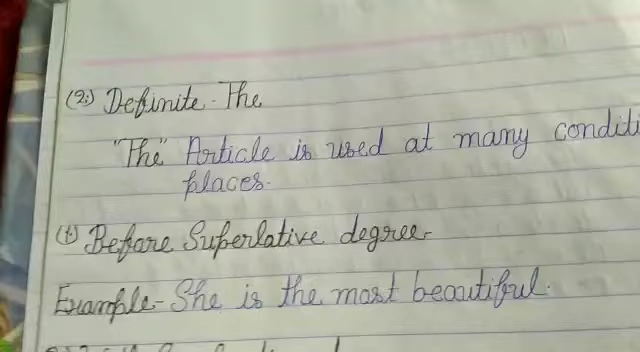 (2:) Definite - The
"The" Article is used at many conditi
places.
(1) Before Superlative degree-
Example - She is the most beautiful.